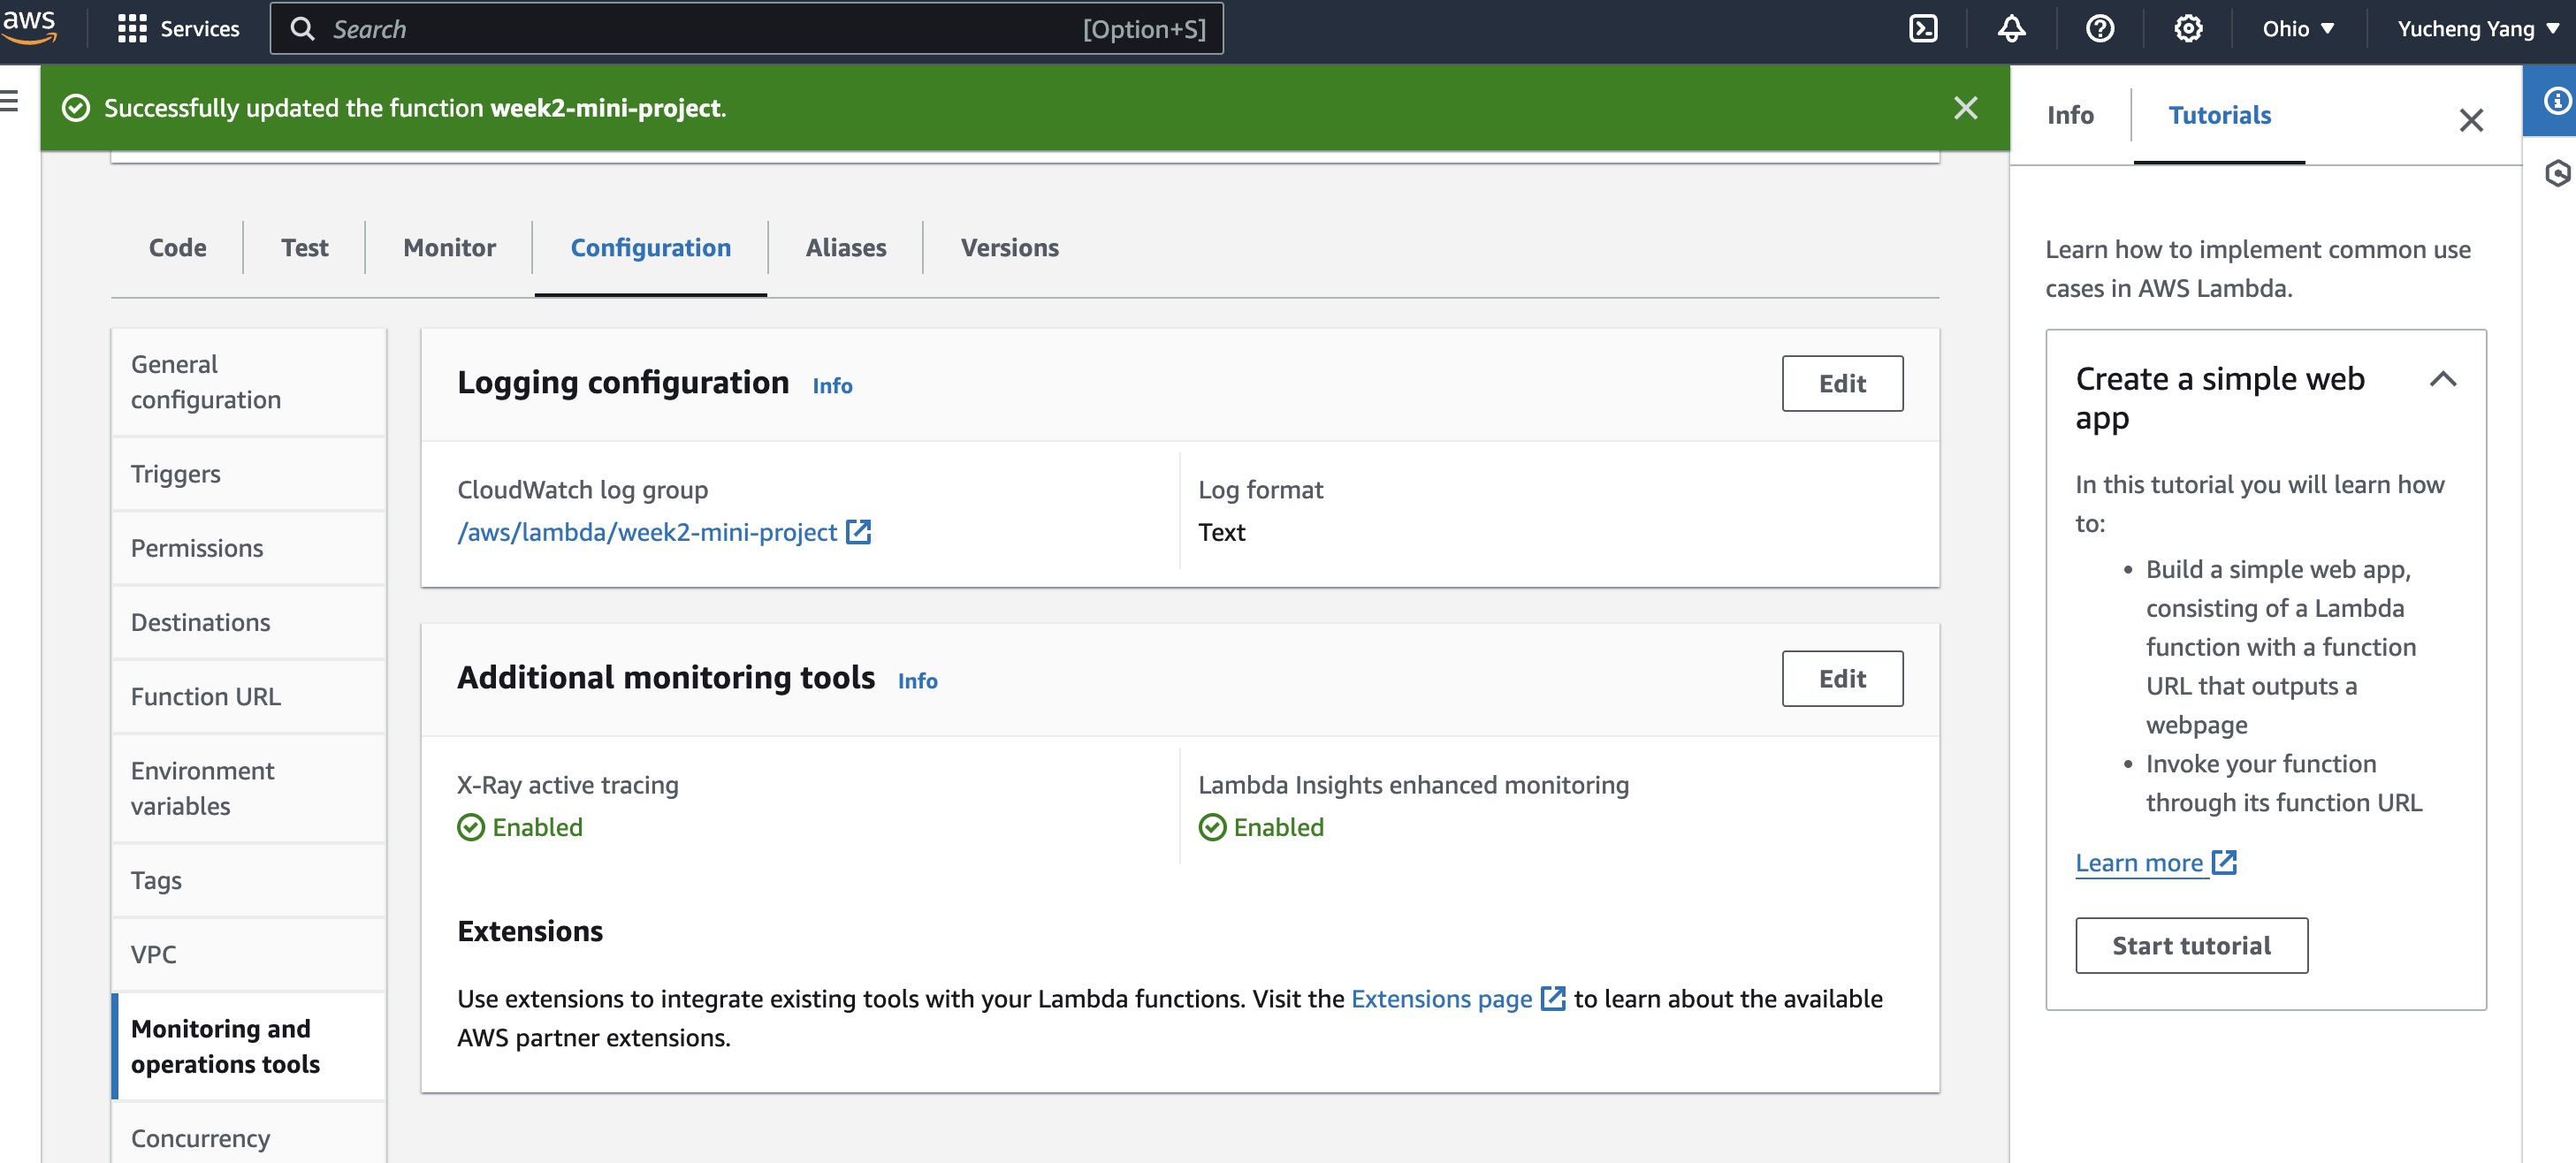 aws
Services
Search
[Option+S]
Ohio
Yucheng Yang
Successfully updated the function week2-mini-project.
Code
Test
Monitor
Configuration
Aliases
Versions
General
configuration
Triggers
Permissions
Destinations
Function URL
Environment
variables
Tags
VPC
Monitoring and
operations tools
Concurrency
Logging configuration Info
Edit
CloudWatch log group
/aws/lambda/week2-mini-project
Log format
Text
Additional monitoring tools Info
Edit
X-Ray active tracing
Enabled
Lambda Insights enhanced monitoring
Enabled
Extensions
Use extensions to integrate existing tools with your Lambda functions. Visit the Extensions page to learn about the available
AWS partner extensions.
Info
Tutorials
Learn how to implement common use
cases in AWS Lambda.
Create a simple web
app
In this tutorial you will learn how
to:
• Build a simple web app,
consisting of a Lambda
function with a function
URL that outputs a
webpage
• Invoke your function
through its function URL
Learn more
Start tutorial